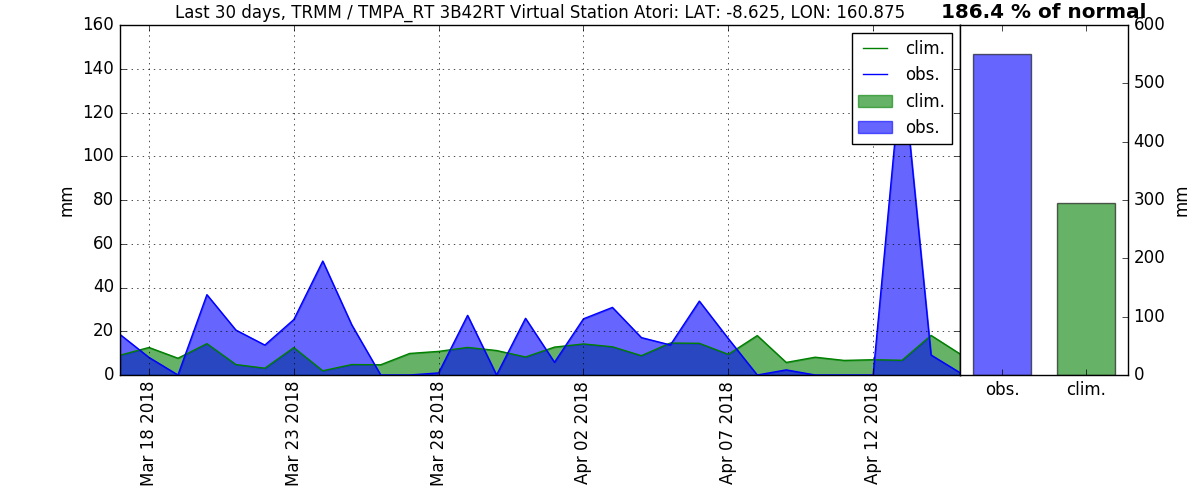 Last 30 days, TRMM / TMPA_RT 3B42RT Virtual Station Atori: LAT: -8.625, LON: 160.875
186.4 % of normal
160
140
120
100
80
60
40
20
0
mm
clim.
obs.
clim.
obs.
Mar 18 2018
Mar 23 2018
Mar 28 2018
Apr 02 2018
Apr 07 2018
Apr 12 2018
600
500
400
300
200
100
0
mm
obs.
clim.